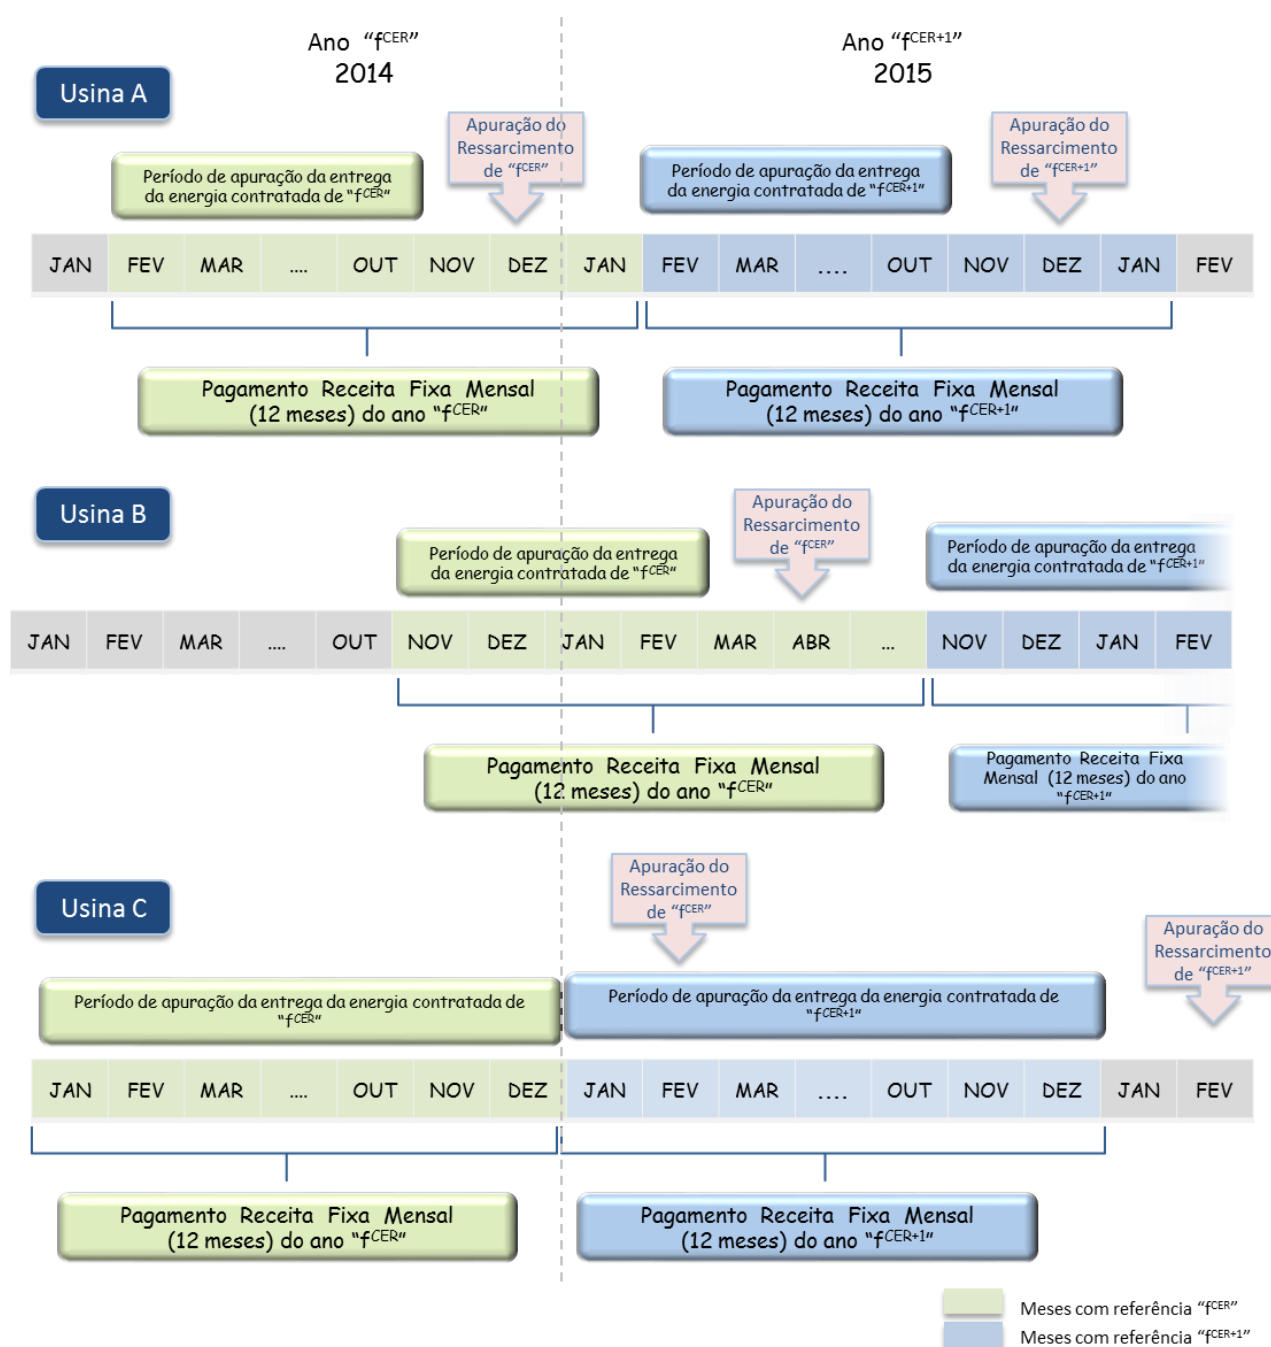 Ano “fCER”
2014
Ano “fCER+1”
2015
Usina A
Apuração do
Ressarcimento
de “fCER”
Apuração do
Ressarcimento
de “fCER+1”
Período de apuração da entrega
da energia contratada de “fCER”
Período de apuração da entrega
da energia contratada de “fCER+1”
JAN FEV MAR .... OUT NOV DEZ JAN FEV MAR .... OUT NOV DEZ JAN FEV
Pagamento Receita Fixa Mensal
(12 meses) do ano “fCER”
Pagamento Receita Fixa Mensal
(12 meses) do ano “fCER+1”
Usina B
Apuração do
Ressarcimento
de “fCER”
Período de apuração da entrega
da energia contratada de “fCER”
Período de apuração da entrega
da energia contratada de “fCER+1”
JAN FEV MAR .... OUT NOV DEZ JAN FEV MAR ABR ... NOV DEZ JAN FEV
Pagamento Receita Fixa Mensal
(12 meses) do ano “fCER”
Pagamento Receita Fixa
Mensal (12 meses) do ano
“fCER+1”
Usina C
Apuração do
Ressarcimento
de “fCER”
Apuração do
Ressarcimento
de “fCER+1”
Período de apuração da entrega da energia contratada de
“fCER”
Período de apuração da entrega da energia contratada de
“fCER+1”
JAN FEV MAR .... OUT NOV DEZ JAN FEV MAR .... OUT NOV DEZ JAN FEV
Pagamento Receita Fixa Mensal
(12 meses) do ano “fCER”
Pagamento Receita Fixa Mensal
(12 meses) do ano “fCER+1”
Meses com referência “fCER”
Meses com referência “fCER+1”